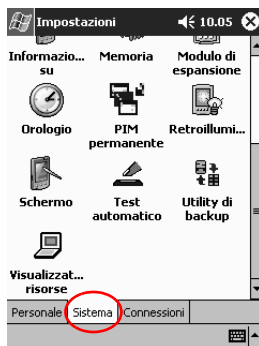 Impostazioni 10.05
Informazio... Memoria Modulo di
su espansione
Orologio PIM Retroillumi...
permanente
Schermo Test Utility di
automatico backup
Visualizzat...
risorse
Personale Sistema Connessioni